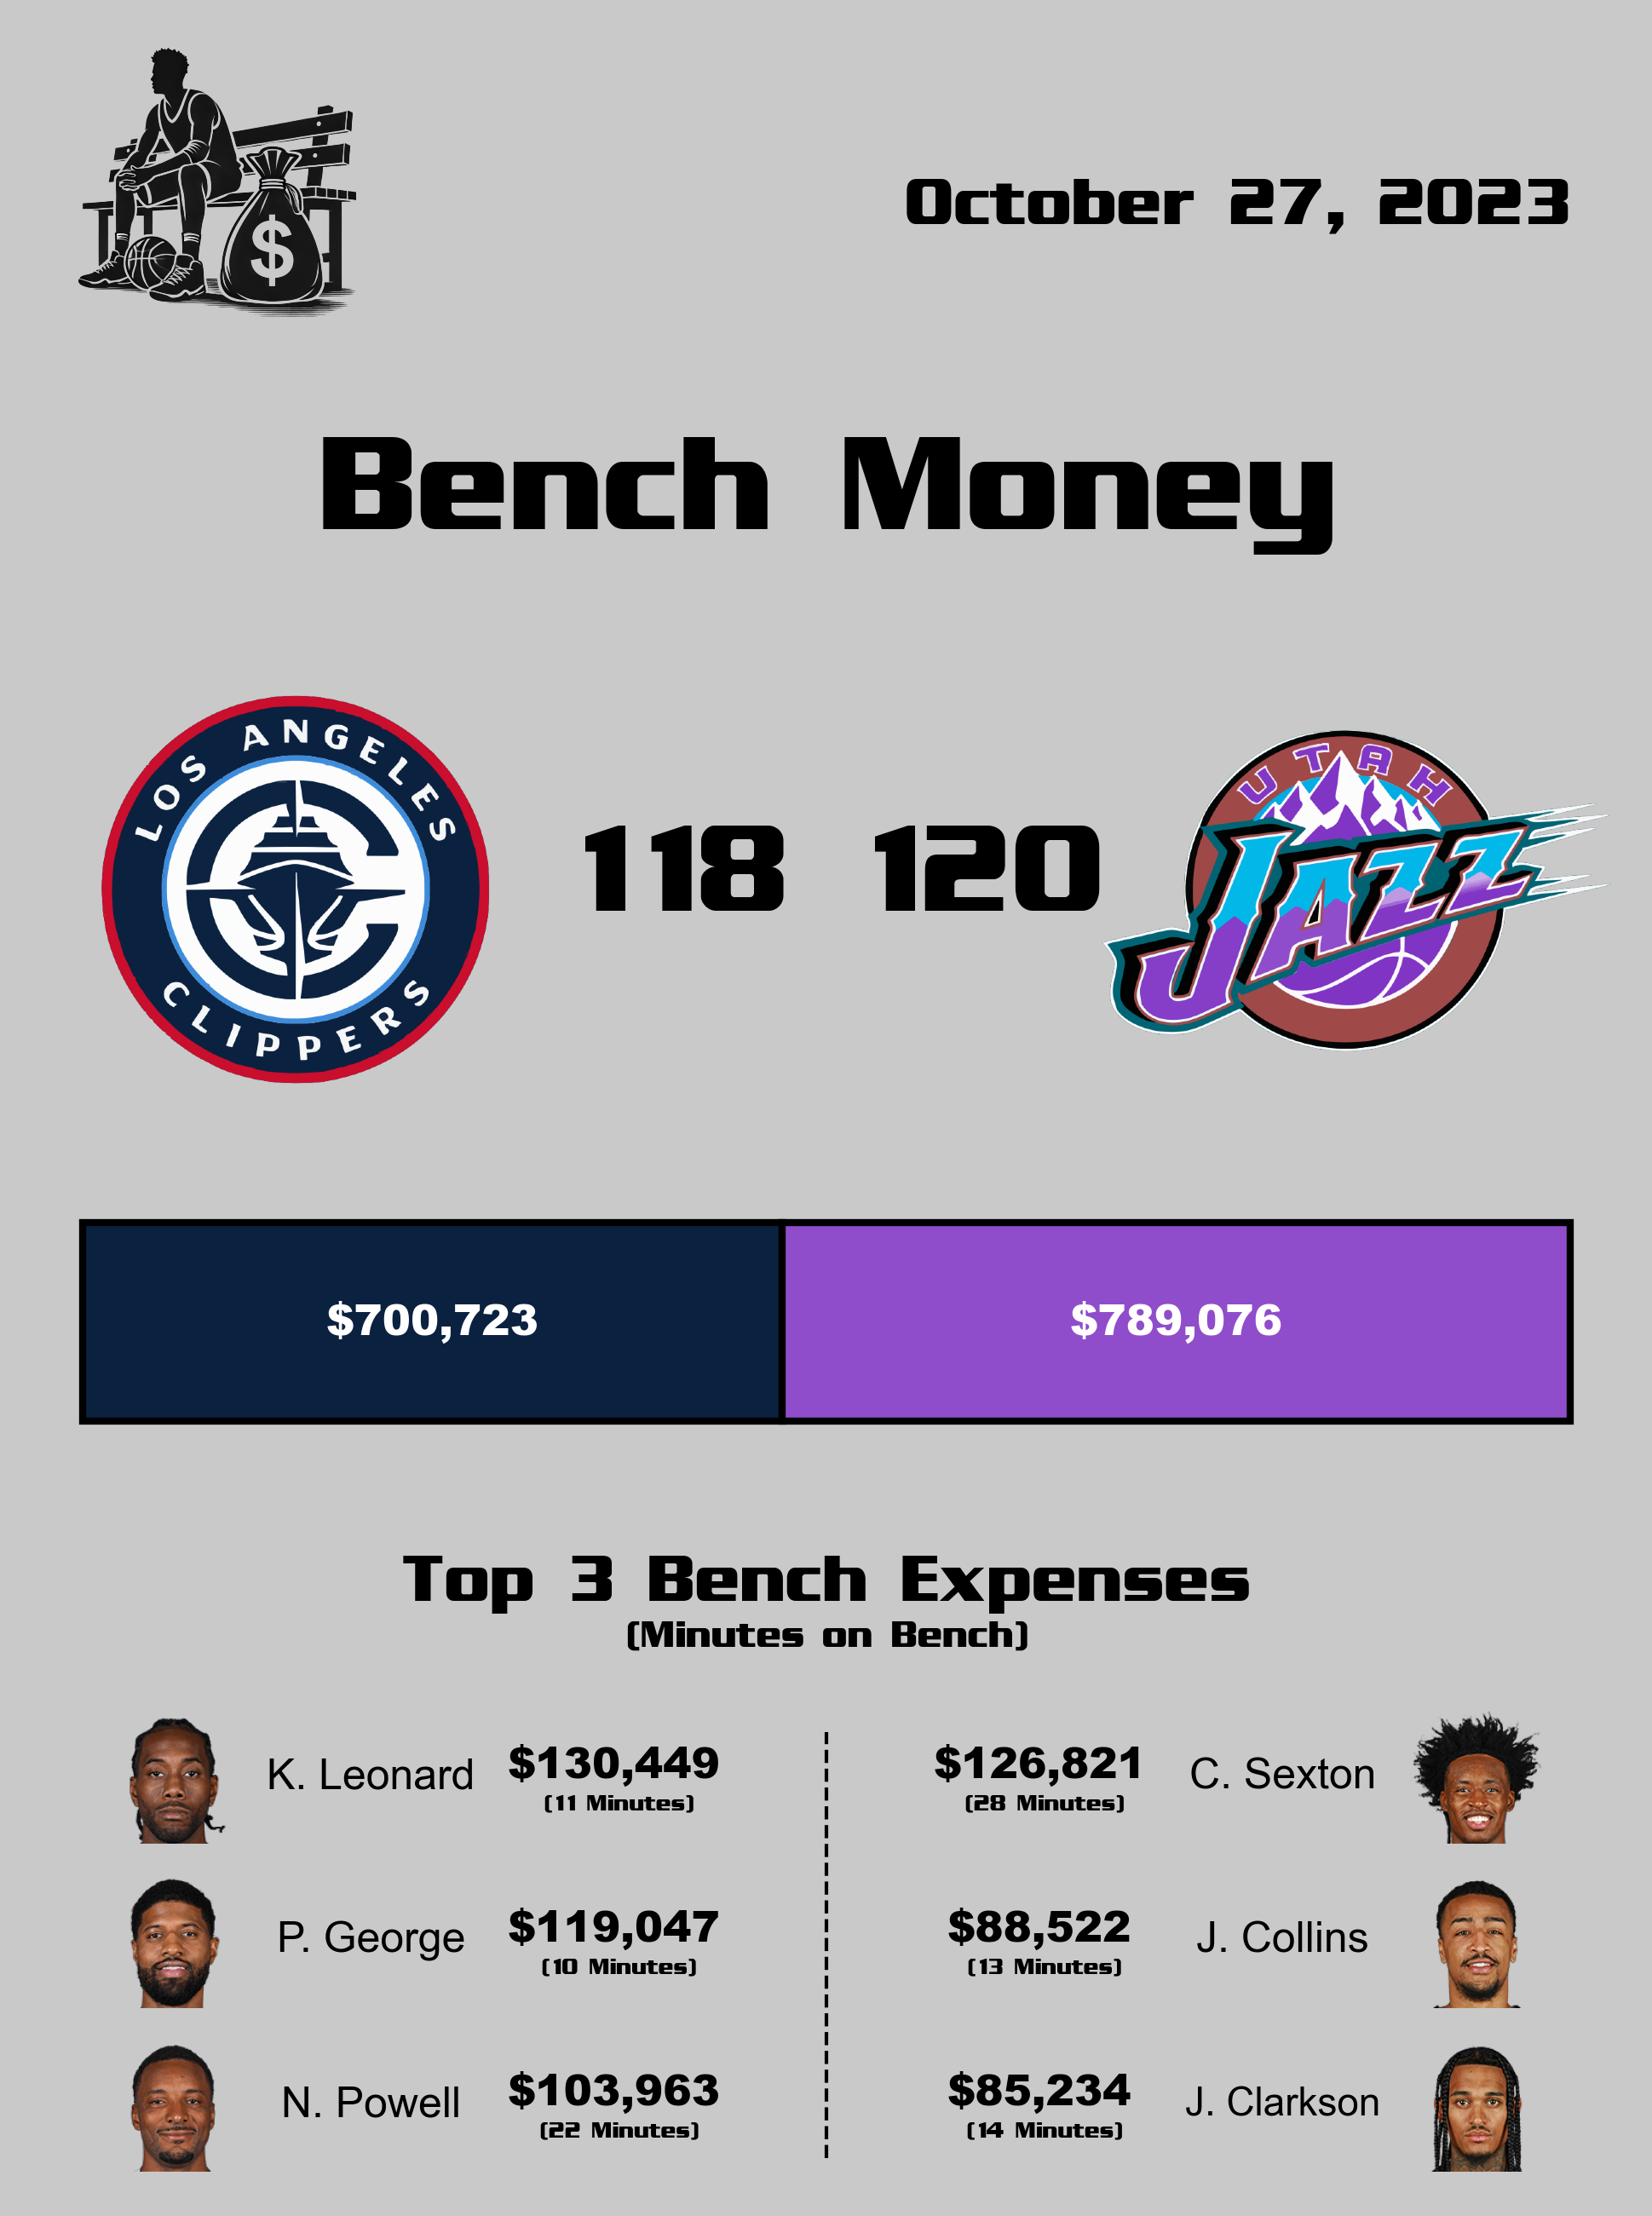 $
October 27, 2023
Bench Money
LOS ANGELES
CLIPPERS
118 120
UTAH
JAZZ
$700,723 $789,076
Top 3 Bench Expenses
(Minutes on Bench)
K. Leonard $130,449 $126,821 C. Sexton
(11 Minutes) (28 Minutes)
P. George $119,047 $88,522 J. Collins
(10 Minutes) (13 Minutes)
N. Powell $103,963 $85,234 J. Clarkson
(22 Minutes) (14 Minutes)